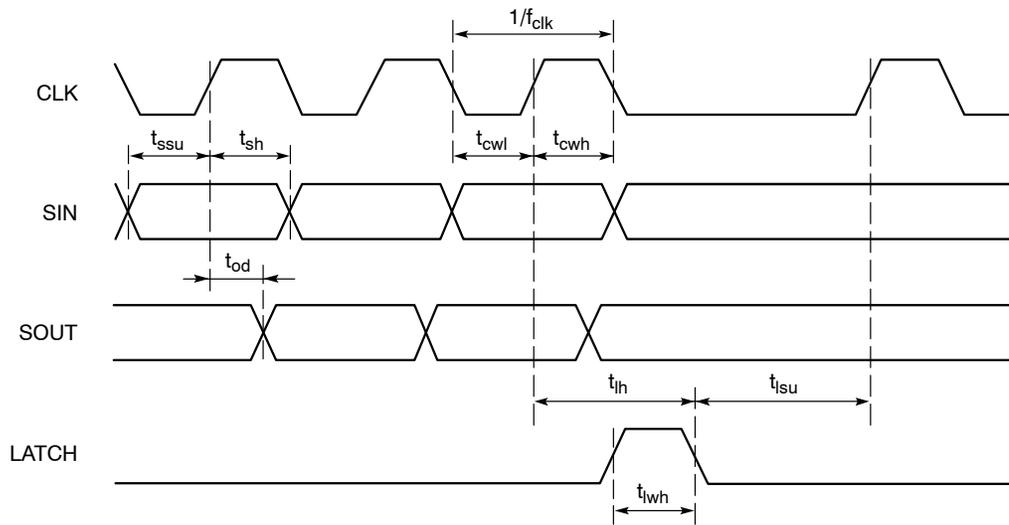 1/fclk
CLK
tssu
tsh
tcwl
tcwh
SIN
tod
SOUT
tlh
tlsu
LATCH
tlwh